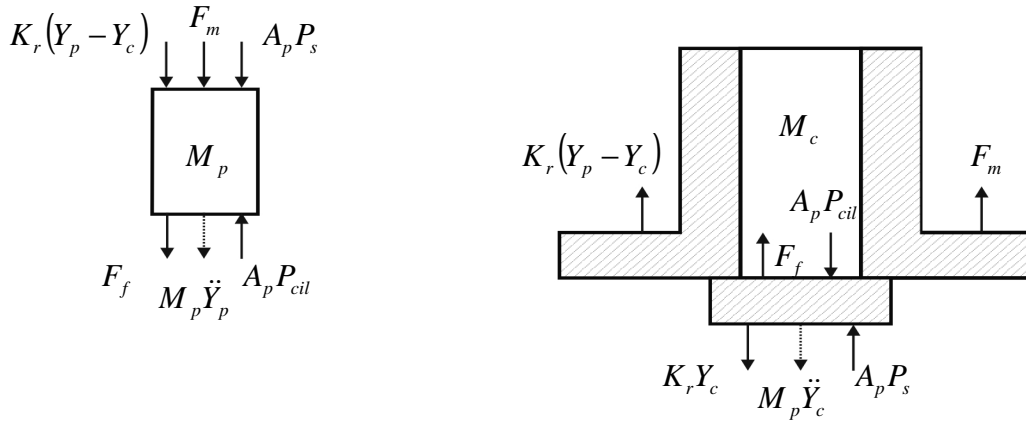 K_r(Y_p − Y_c) F_m A_pP_s
M_p
F_f M_pŸ_p A_pP_cil
M_c
K_r(Y_p − Y_c) F_m
A_pP_cil
F_f
K_rY_c M_pŸ_c A_pP_s